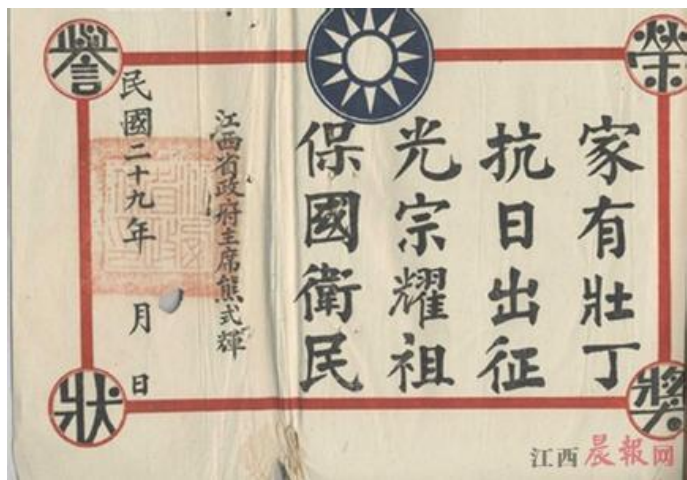 榮譽獎狀
家有壯丁
抗日出征
光宗耀祖
保國衛民
江西省政府主席熊式輝
民國二十九年 月 日
江西晨報网